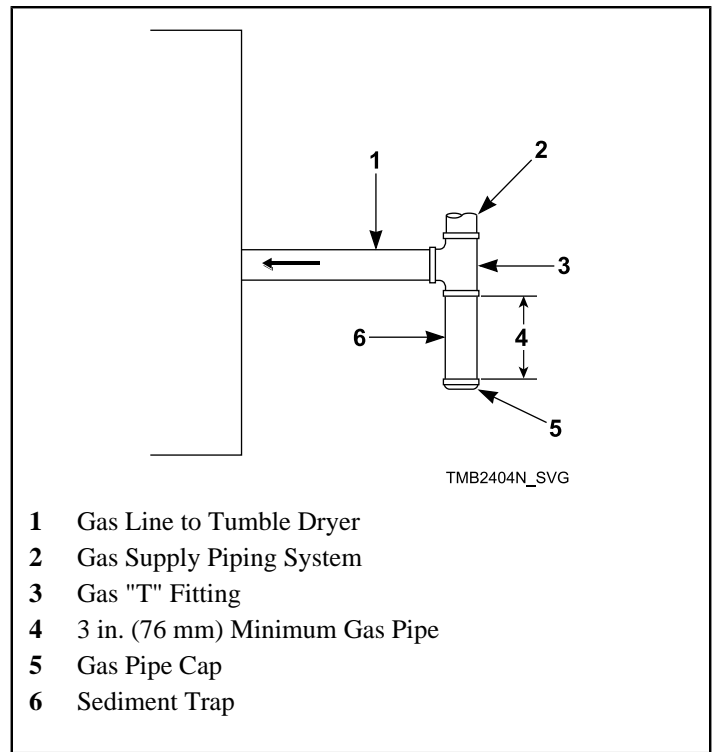 1
2
3
4
6
5
TMB2404N_SVG
1 Gas Line to Tumble Dryer
2 Gas Supply Piping System
3 Gas "T" Fitting
4 3 in. (76 mm) Minimum Gas Pipe
5 Gas Pipe Cap
6 Sediment Trap